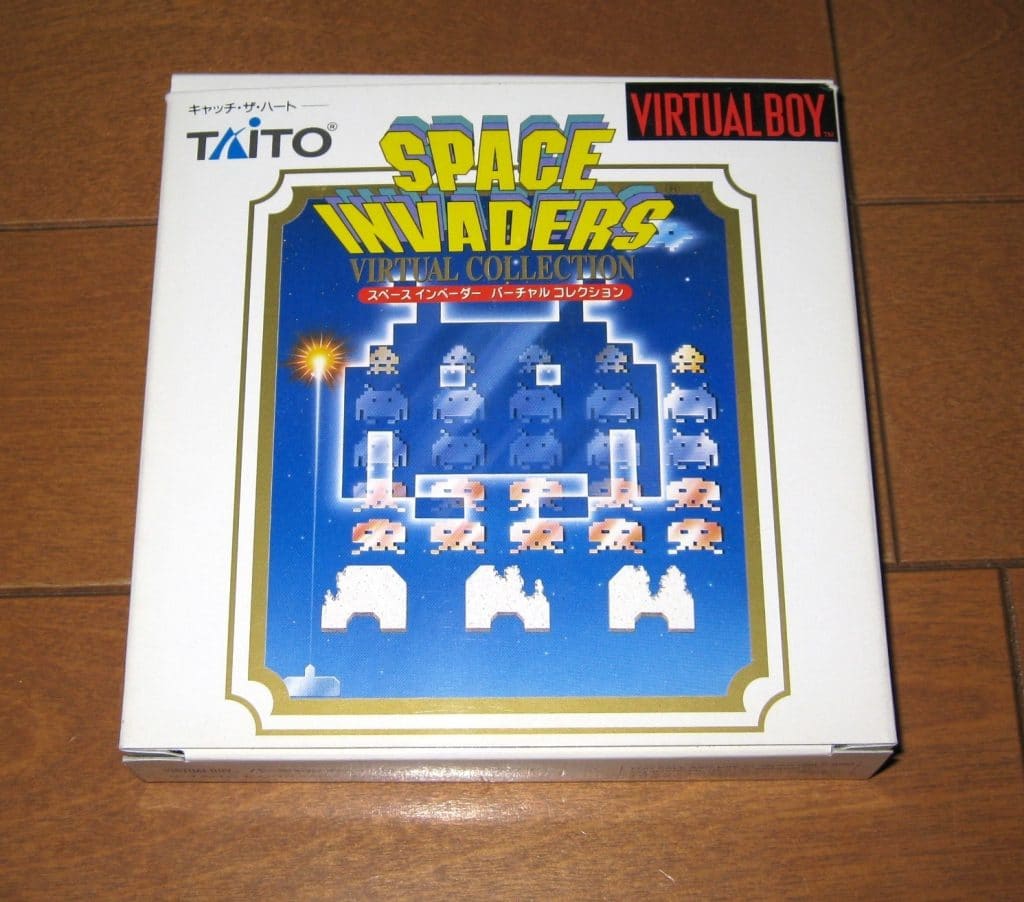 キャッチ・ザ・ハート
TAITO®
VIRTUAL BOY™
SPACE
INVADERS
VIRTUAL COLLECTION
スペース インベーダー バーチャル コレクション